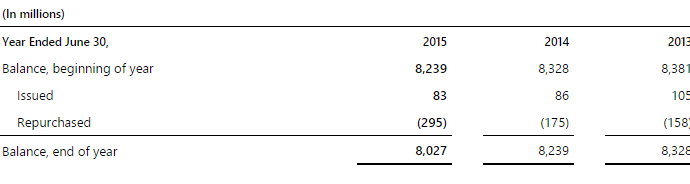 (In millions)
Year Ended June 30, 2015 2014 2013
Balance, beginning of year 8,239 8,328 8,381
Issued 83 86 105
Repurchased (295) (175) (158)
Balance, end of year 8,027 8,239 8,328